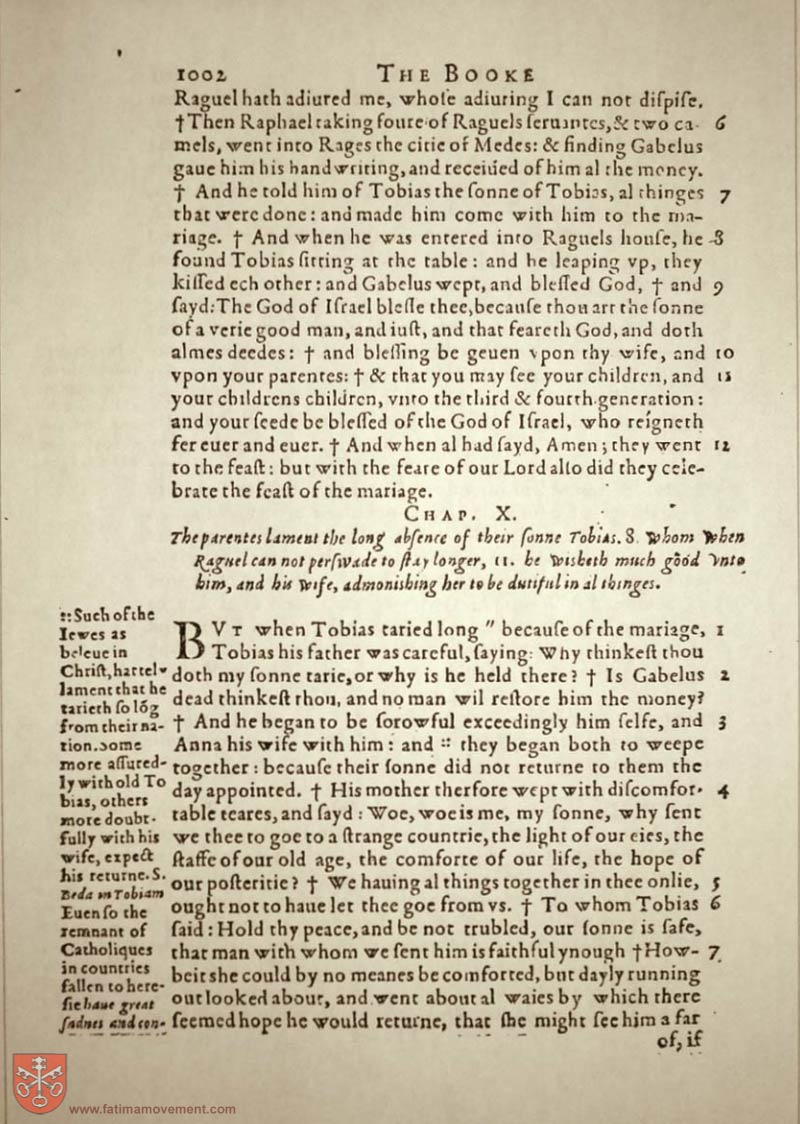 1002 THE BOOKE
Raguel hath adiured me, whose adiuring I can not dispise.
†Then Raphael taking foure of Raguels seruantes,& two ca- 6
mels, went into Rages the citie of Medes: & finding Gabelus
gaue him his handwriting, and receiued of him al the money.
† And he told him of Tobias the sonne of Tobias, al thinges 7
that were done: and made him come with him to the ma-
riage. † And when he was entered into Raguels house, he 8
found Tobias sitting at the table: and he leaping vp, they
kissed ech other: and Gabelus wept, and blessed God, † and 9
sayd: The God of Israel blesse thee, because thou art the sonne
of a verie good man, and iust, and that feareth God, and doth
almes deedes: † and blessing be geuen vpon thy wife, and 10
vpon your parentes: † & that you may see your children, and 11
your childrens children, vnto the third & fourth generation:
and your seede be blessed of the God of Israel, who reigneth
for euer and euer. † And when al had sayd, Amen; they went 12
to the feast: but with the feare of our Lord also did they cele-
brate the feast of the mariage.
CHAP. X.
The parentes lament the long absence of their sonne Tobias. 8. whom when
Raguel can not perswade to stay longer, 11. he wisheth much good vnto
him, and his wife, admonishing her to be dutiful in al thinges.
BVT when Tobias taried long " because of the mariage, 1
Tobias his father was careful, saying: Why thinkest thou
doth my sonne tarie, or why is he held there? † Is Gabelus 2
dead thinkest thou, and no man wil restore him the money?
† And he began to be sorowful exceedingly him selfe, and 3
Anna his wife with him: and :: they began both to weepe
together: because their sonne did not returne to them the
day appointed. † His mother therfore wept with discomfor- 4
table teares, and sayd: Woe, woe is me, my sonne, why sent
we thee to goe to a strange countrie, the light of our eies, the
staffe of our old age, the comforte of our life, the hope of
our posteritie? † We hauing al things together in thee onlie, 5
ought not to haue let thee goe from vs. † To whom Tobias 6
said: Hold thy peace, and be not trubled, our sonne is safe,
that man with whom we sent him is faithful ynough †How- 7
beit she could by no meanes be comforted, but dayly running
out looked about, and went about al waies by which there
seemed hope he would returne, that she might see him a far
of, if
::Such of the
Iewes as
beleue in
Christ, hartel-
lament that he
tarieth so lõg
from their na-
tion. some
more assured-
ly with old To
bias, others
more doubt-
fully with his
wife, expect
his returne. S.
Beda in Tobiam
Euen so the
remnant of
Catholiques
in countries
fallen to here-
sie haue great
sadnes and con-
www.fatimamovement.com